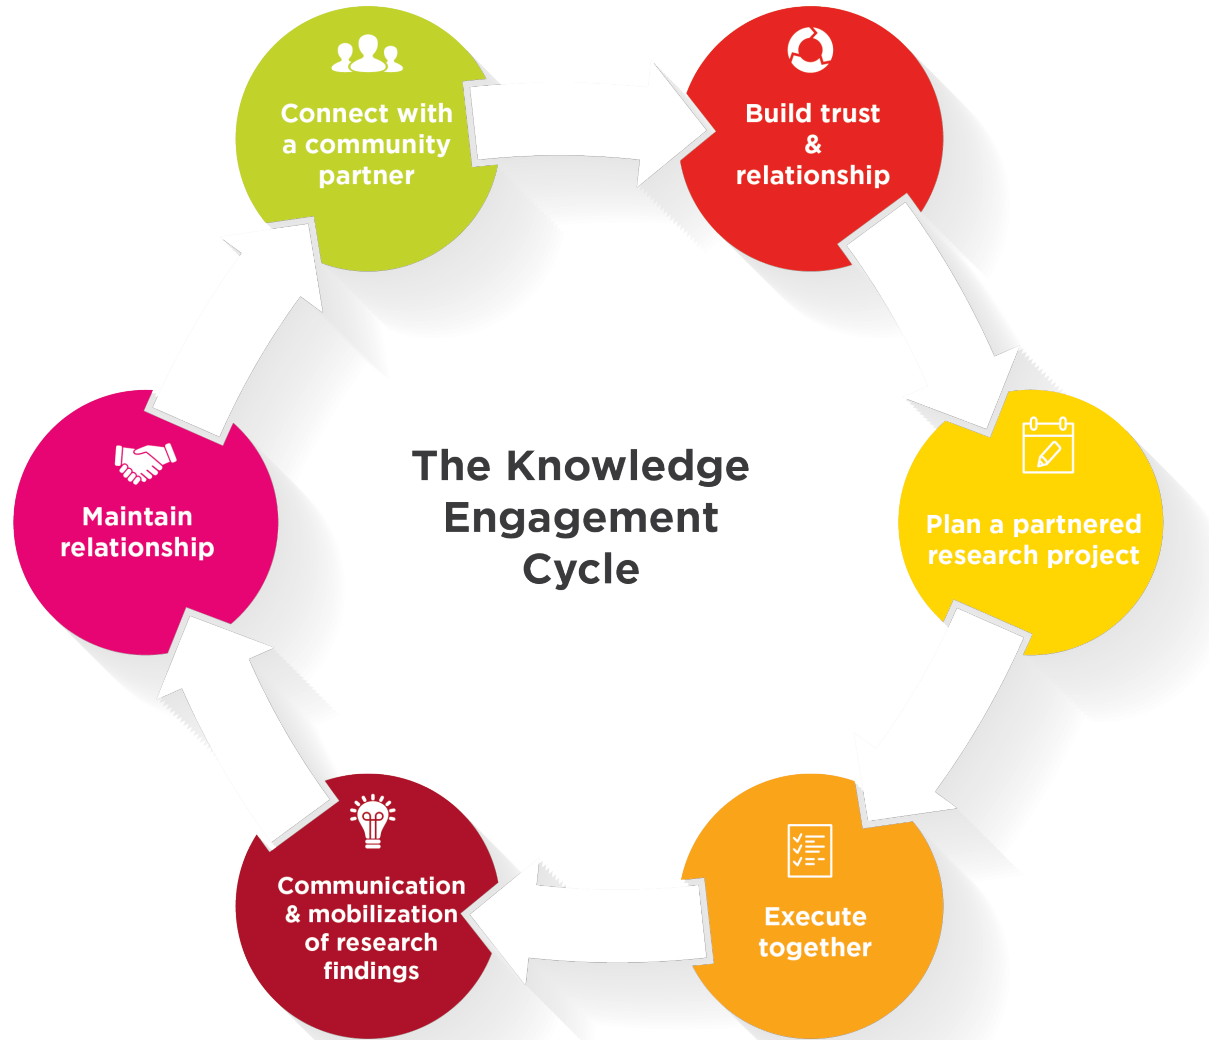 Connect with
a community
partner
Build trust
&
relationship
Plan a partnered
research project
Execute
together
Communication
& mobilization
of research
findings
Maintain
relationship
The Knowledge
Engagement
Cycle